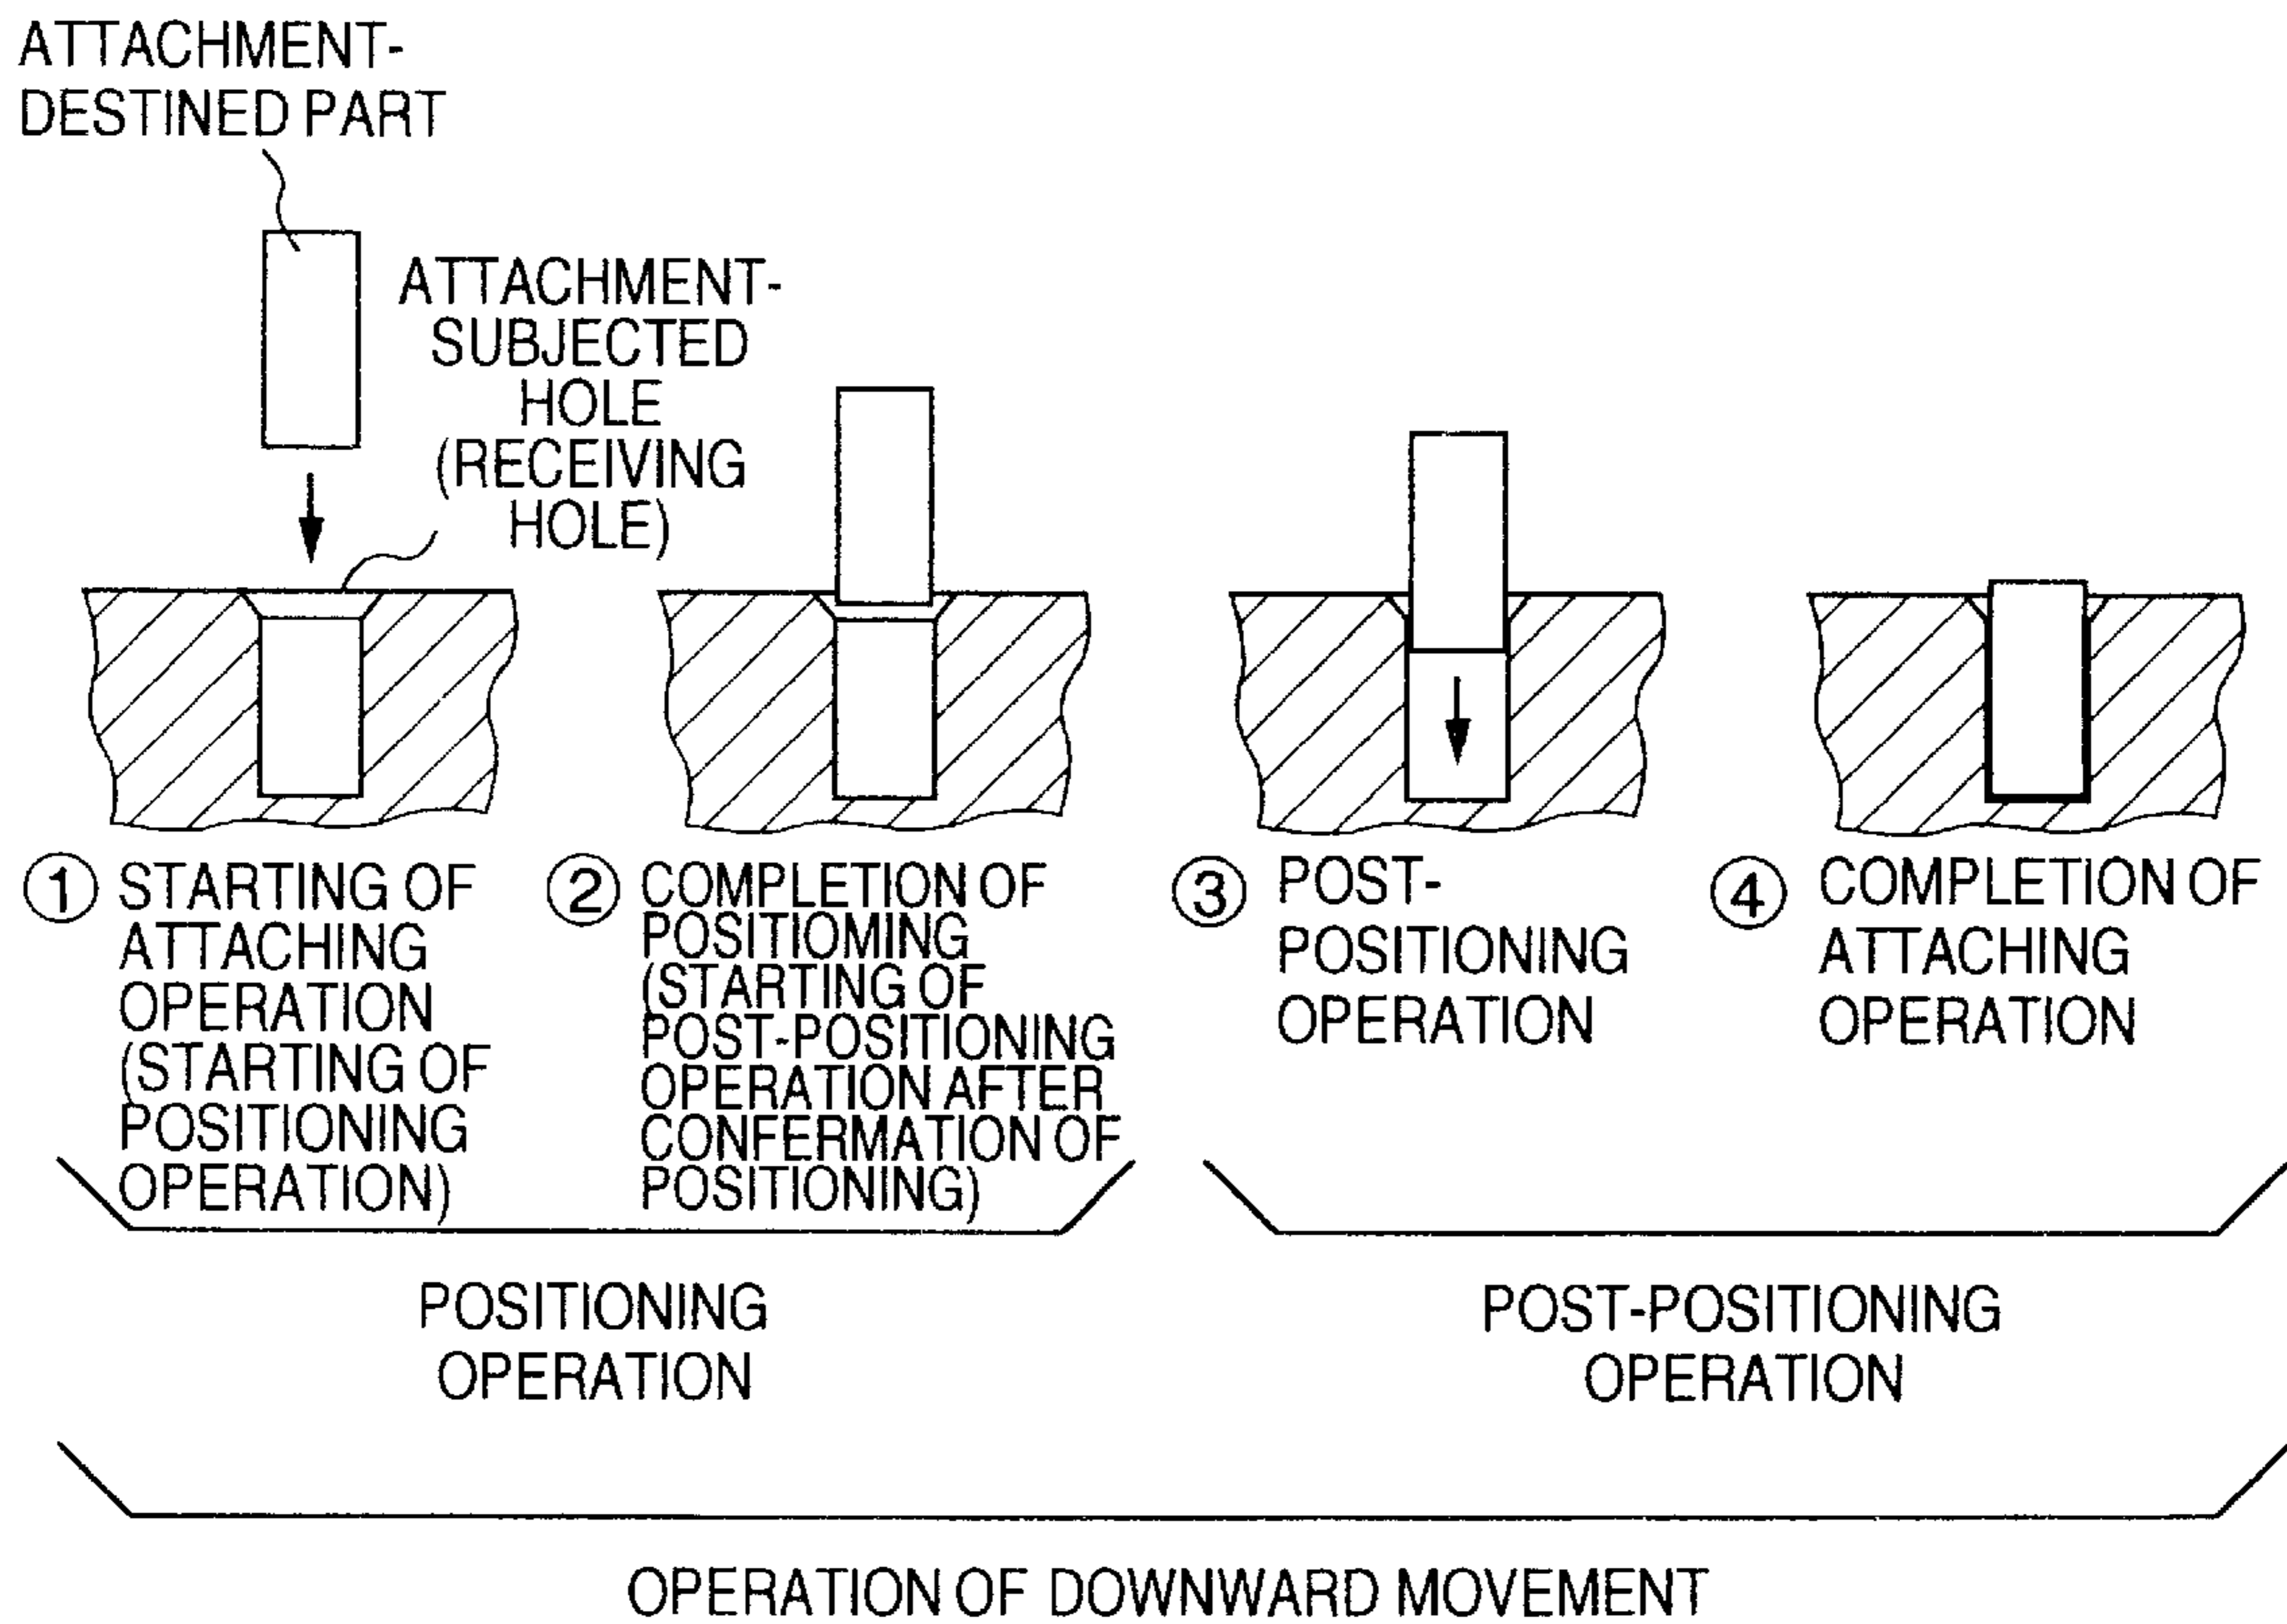 ATTACHMENT-
DESTINED PART
ATTACHMENT-
SUBJECTED
HOLE
(RECEIVING
HOLE)
① STARTING OF
ATTACHING
OPERATION
(STARTING OF
POSITIONING
OPERATION)
② COMPLETION OF
POSITIOMING
(STARTING OF
POST-POSITIONING
OPERATION AFTER
CONFERMATION OF
POSITIONING)
③ POST-
POSITIONING
OPERATION
④ COMPLETION OF
ATTACHING
OPERATION
POSITIONING
OPERATION
POST-POSITIONING
OPERATION
OPERATION OF DOWNWARD MOVEMENT